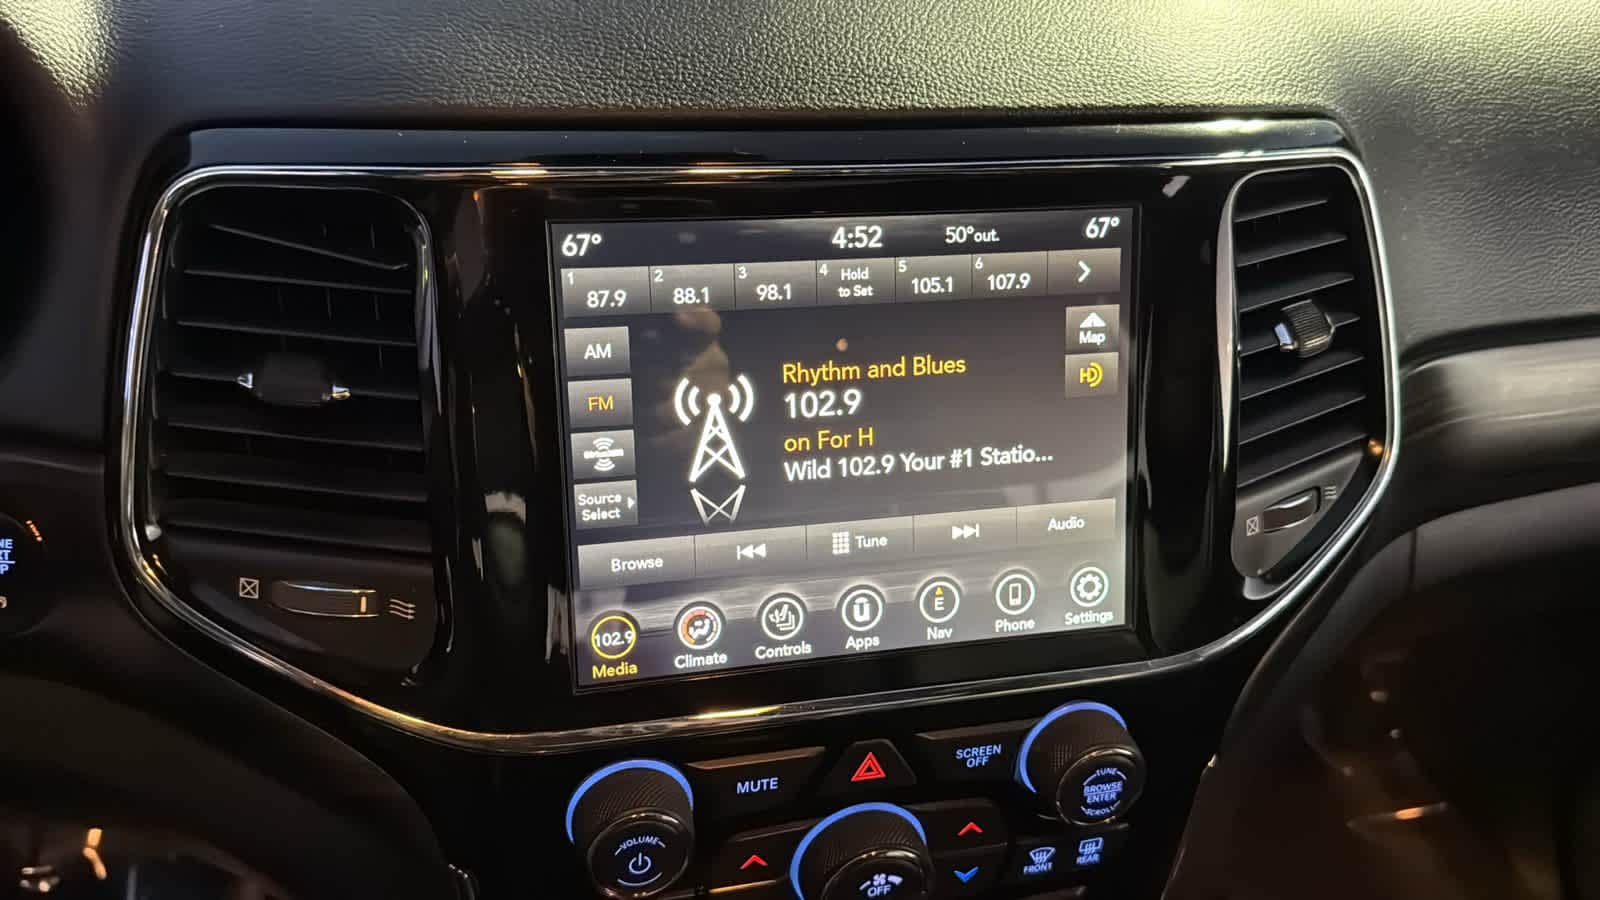 67° 4:52 50°out. 67°
1 87.9 2 88.1 3 98.1 4 Hold to Set 5 105.1 6 107.9
AM
FM
SiriusXM
Source
Select
Rhythm and Blues
102.9
on For H
Wild 102.9 Your #1 Statio...
Map
HD
Browse Tune Audio
102.9
Media
Climate
Controls
Apps
E
Nav
Phone
Settings
MUTE
SCREEN
OFF
VOLUME
TUNE
BROWSE
ENTER
SCROLL
OFF
FRONT
REAR